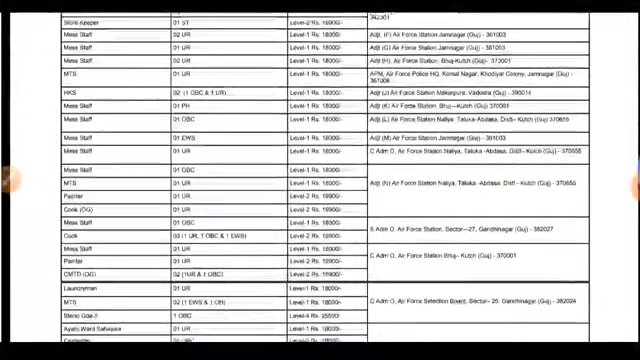 342301
Store Keeper 01 ST Level-2 Rs. 19900/-
Mess Staff 02 UR Level-1 Rs. 18000/- Adjt (F) Air Force Station Jamnagar (Guj) - 361003
Mess Staff 01 UR Level-1 Rs. 18000/- Adjt (G) Air Force Station Jamnagar (Guj) - 361003
Mess Staff 01 UR Level-1 Rs. 18000/- Adjt (H), Air Force Station, Bhuj-Kutch (Guj)- 370001
MTS 01 UR Level-1 Rs. 18000/- APM, Air Force Police HQ, Komal Nagar, Khodiyar Colony, Jamnagar (Guj) -
361006
HKS 02 (1 OBC & 1 UR) Level-1 Rs. 18000/- Adjt (J) Air Force Station Makarpura, Vadodra (Guj) - 390014
Mess Staff 01 PH Level-1 Rs. 18000/- Adjt (K) Air Force Station, Bhuj--Kutch (Guj) 370001
Mess Staff 01 OBC Level-1 Rs. 18000/- Adjt (L) Air Force Station Naliya, Taluka-Abdasa, Distt– Kutch (Guj) 370655
Mess Staff 01 EWS Level-1 Rs. 18000/- Adjt (M) Air Force Station Jamnagar (Guj) - 361003
Mess Staff 01 UR Level-1 Rs. 18000/- C Adm O, Air Force Station Naliya, Taluka -Abdasa, Distt– Kutch (Guj) - 370655
Mess Staff 01 OBC Level-1 Rs. 18000/-
MTS 01 UR Level-1 Rs. 18000/- Adjt (N) Air Force Station Naliya, Taluka -Abdasa, Distt – Kutch (Guj) - 370655
Painter 01 UR Level-2 Rs. 19900/-
Cook (OG) 01 UR Level-2 Rs. 19900/-
Mess Staff 01 OBC Level-1 Rs. 18000/-
Cook 03 (1 UR, 1 OBC & 1 EWS) Level-2 Rs. 19900/- S Adm O, Air Force Station, Sector—27, Gandhinagar (Guj) - 382027
Mess Staff 01 UR Level-1 Rs. 18000/-
Painter 01 UR Level-2 Rs. 19900/- C Adm O, Air Force Station Bhuj– Kutch (Guj) - 370001
CMTD (OG) 02 (1UR & 1 OBC) Level-2 Rs. 19900/-
Laundryman 01 UR Level-1 Rs. 18000/-
MTS 02 (1 EWS & 1 Level-1 Rs. 18000/- C Adm O, Air Force Selection Board, Sector– 25, Gandhinagar (Guj) - 382024
Steno Gde-II 1 OBC Level-4 Rs. 25500/-
Ayah/Ward Sahayika 01 UR Level-1 Rs. 18000/-
Carpenter